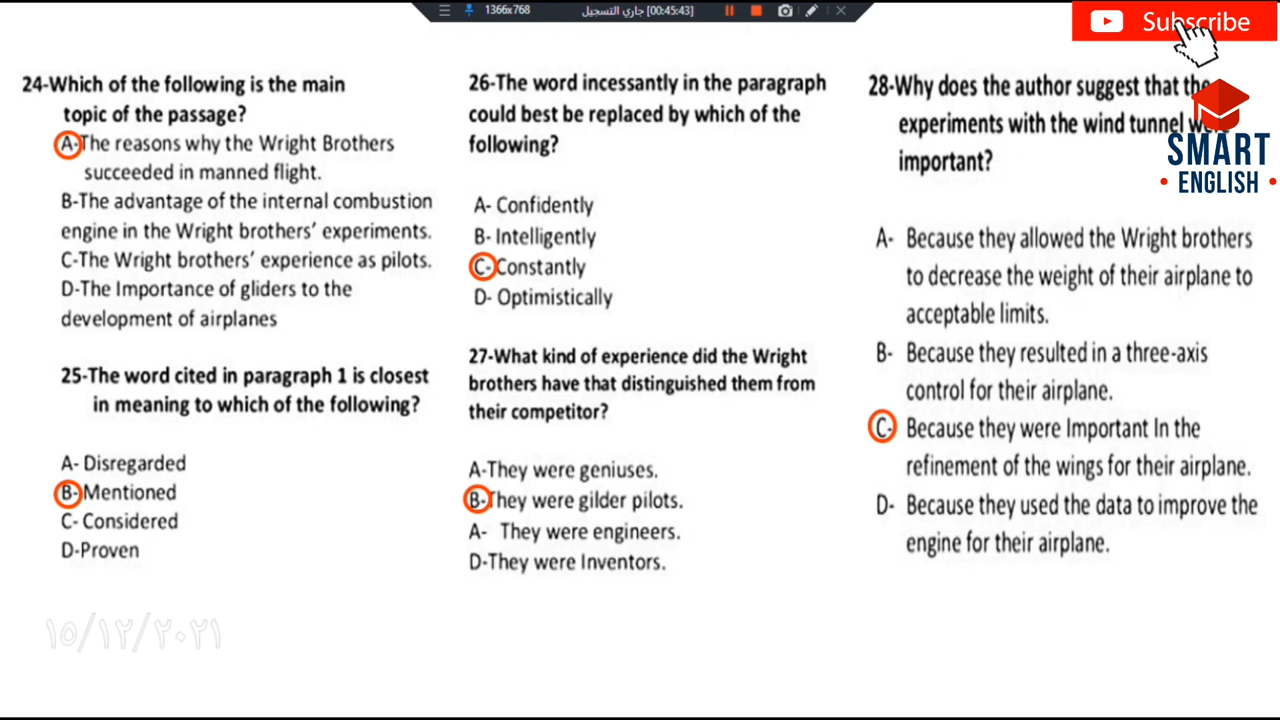 1366x768
جاري التسجيل [00:45:43]
Subscribe
SMART
ENGLISH
24-Which of the following is the main
topic of the passage?
A-The reasons why the Wright Brothers
succeeded in manned flight.
B-The advantage of the internal combustion
engine in the Wright brothers’ experiments.
C-The Wright brothers’ experience as pilots.
D-The Importance of gliders to the
development of airplanes
25-The word cited in paragraph 1 is closest
in meaning to which of the following?
A- Disregarded
B-Mentioned
C- Considered
D-Proven
26-The word incessantly in the paragraph
could best be replaced by which of the
following?
A- Confidently
B- Intelligently
C-Constantly
D- Optimistically
27-What kind of experience did the Wright
brothers have that distinguished them from
their competitor?
A-They were geniuses.
B-They were gilder pilots.
A- They were engineers.
D-They were Inventors.
28-Why does the author suggest that the
experiments with the wind tunnel were
important?
A- Because they allowed the Wright brothers
to decrease the weight of their airplane to
acceptable limits.
B- Because they resulted in a three-axis
control for their airplane.
C- Because they were Important In the
refinement of the wings for their airplane.
D- Because they used the data to improve the
engine for their airplane.
١٥/١٢/٢٠٢١